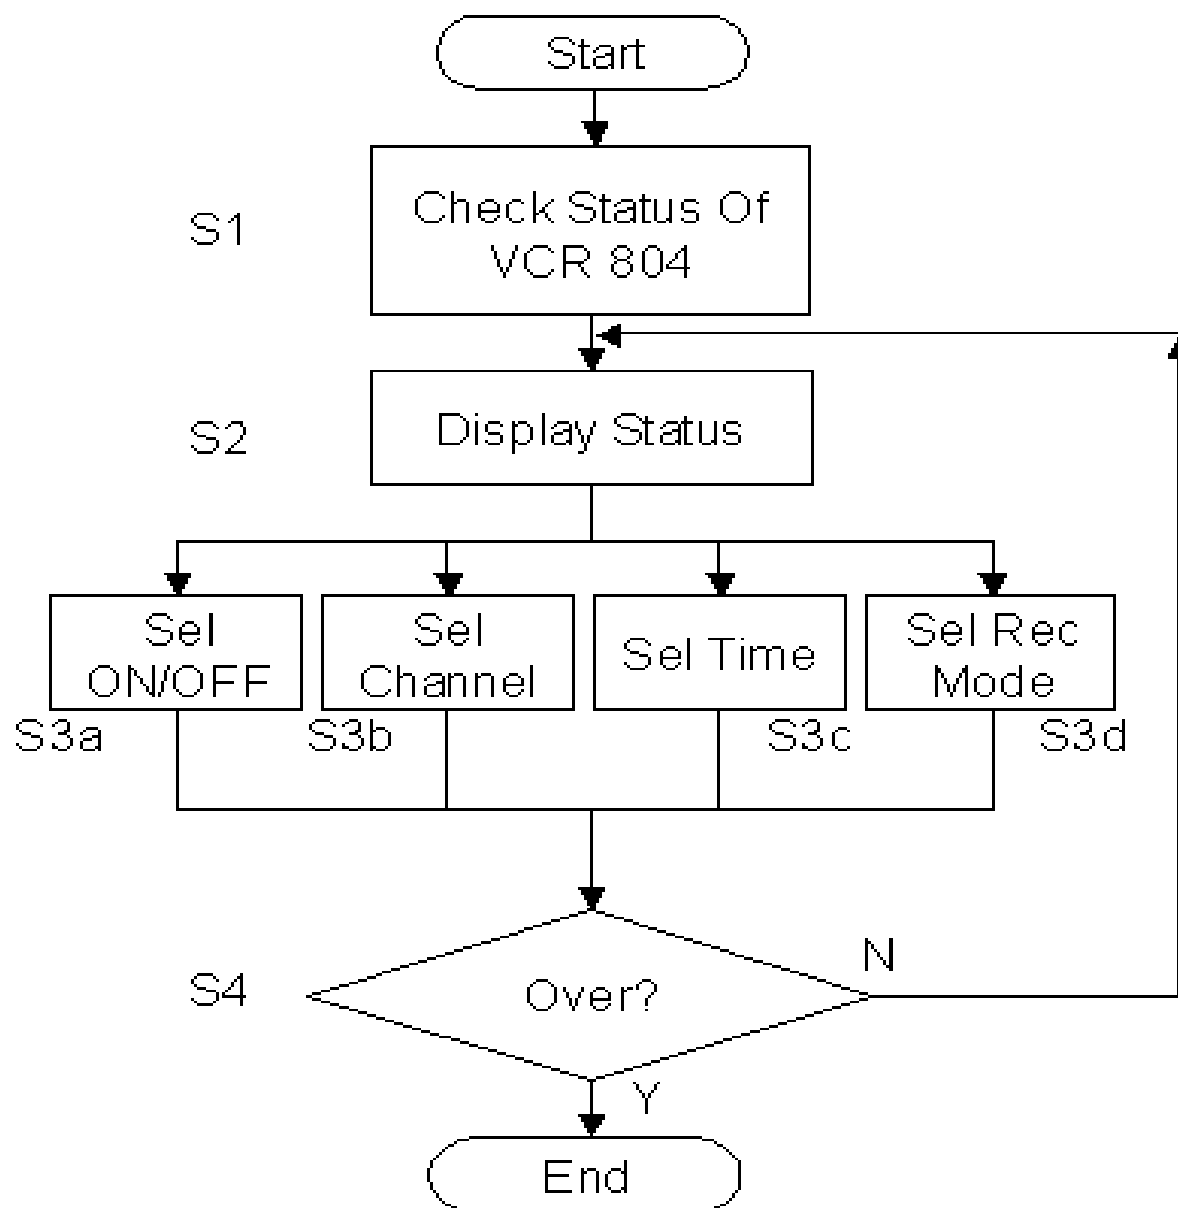 Start
S1
Check Status Of
VCR 804
S2
Display Status
Sel
ON/OFF
Sel
Channel
Sel Time
Sel Rec
Mode
S3a
S3b
S3c
S3d
S4
Over?
N
Y
End